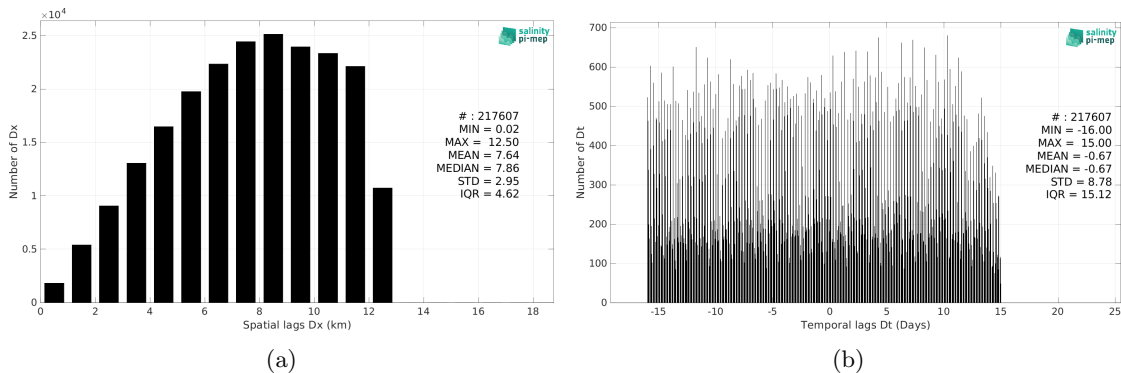 ×10⁴
2.5
2
1.5
1
0.5
0
Number of Dx
0 2 4 6 8 10 12 14 16 18
Spatial lags Dx (km)
salinity
pi-mep
# : 217607
MIN = 0.02
MAX = 12.50
MEAN = 7.64
MEDIAN = 7.86
STD = 2.95
IQR = 4.62
(a)
700
600
500
400
300
200
100
0
Number of Dt
-15 -10 -5 0 5 10 15 20 25
Temporal lags Dt (Days)
salinity
pi-mep
# : 217607
MIN = -16.00
MAX = 15.00
MEAN = -0.67
MEDIAN = -0.67
STD = 8.78
IQR = 15.12
(b)